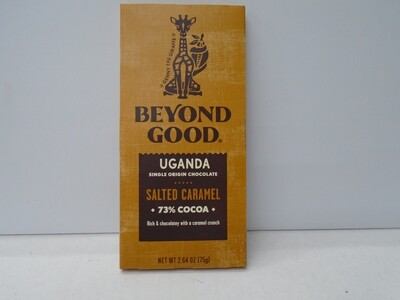 BEYOND
GOOD®
UGANDA
SINGLE ORIGIN CHOCOLATE
SALTED CARAMEL
73% COCOA
Rich & chocolatey with a caramel crunch
NET WT 2.64 OZ (75g)